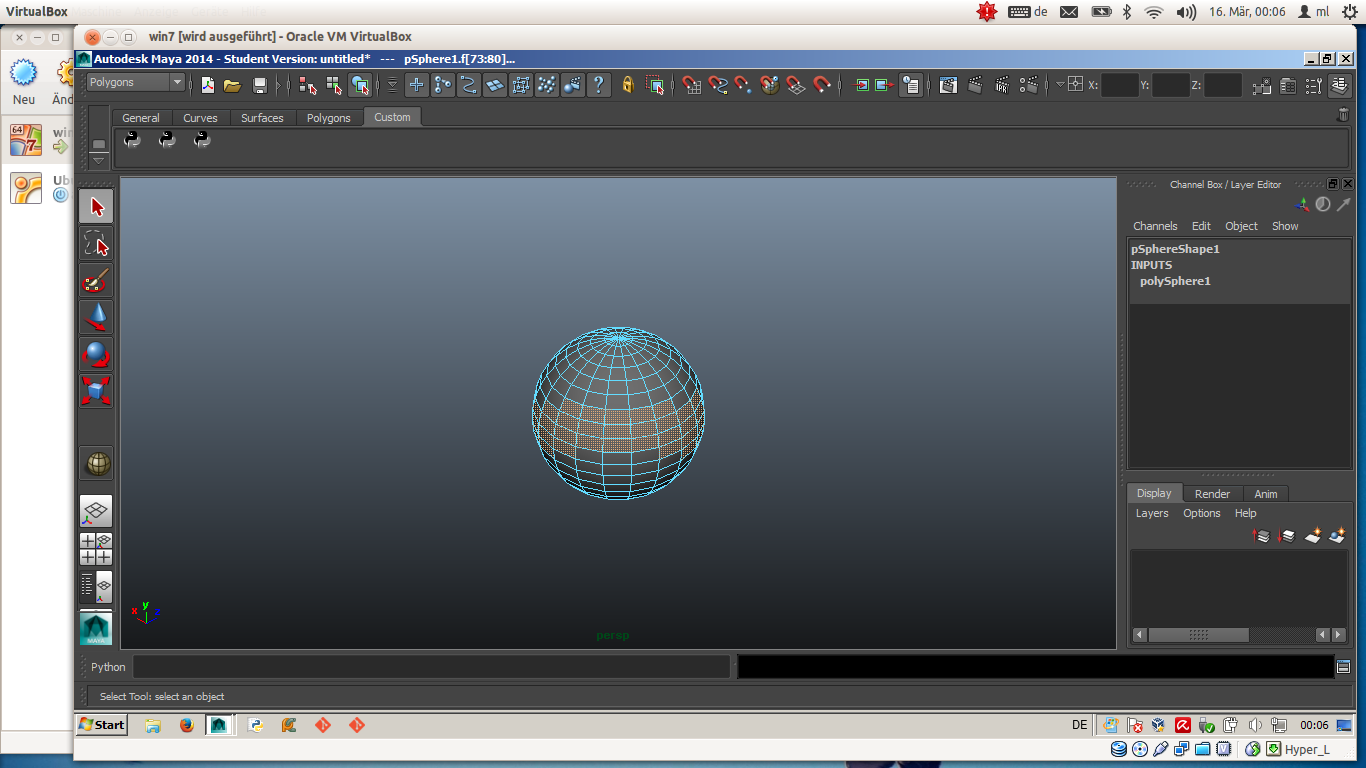 VirtualBox
de
16. Mär, 00:06
ml
win7 [wird ausgeführt] - Oracle VM VirtualBox
Autodesk Maya 2014 - Student Version: untitled* --- pSphere1.f[73:80]...
Neu
Polygons
X:
Y:
Z:
General
Curves
Surfaces
Polygons
Custom
64
7
Channel Box / Layer Editor
Channels
Edit
Object
Show
pSphereShape1
INPUTS
polySphere1
Display
Render
Anim
Layers
Options
Help
x
y
persp
MAYA
Python
Select Tool: select an object
Start
DE
00:06
Hyper_L